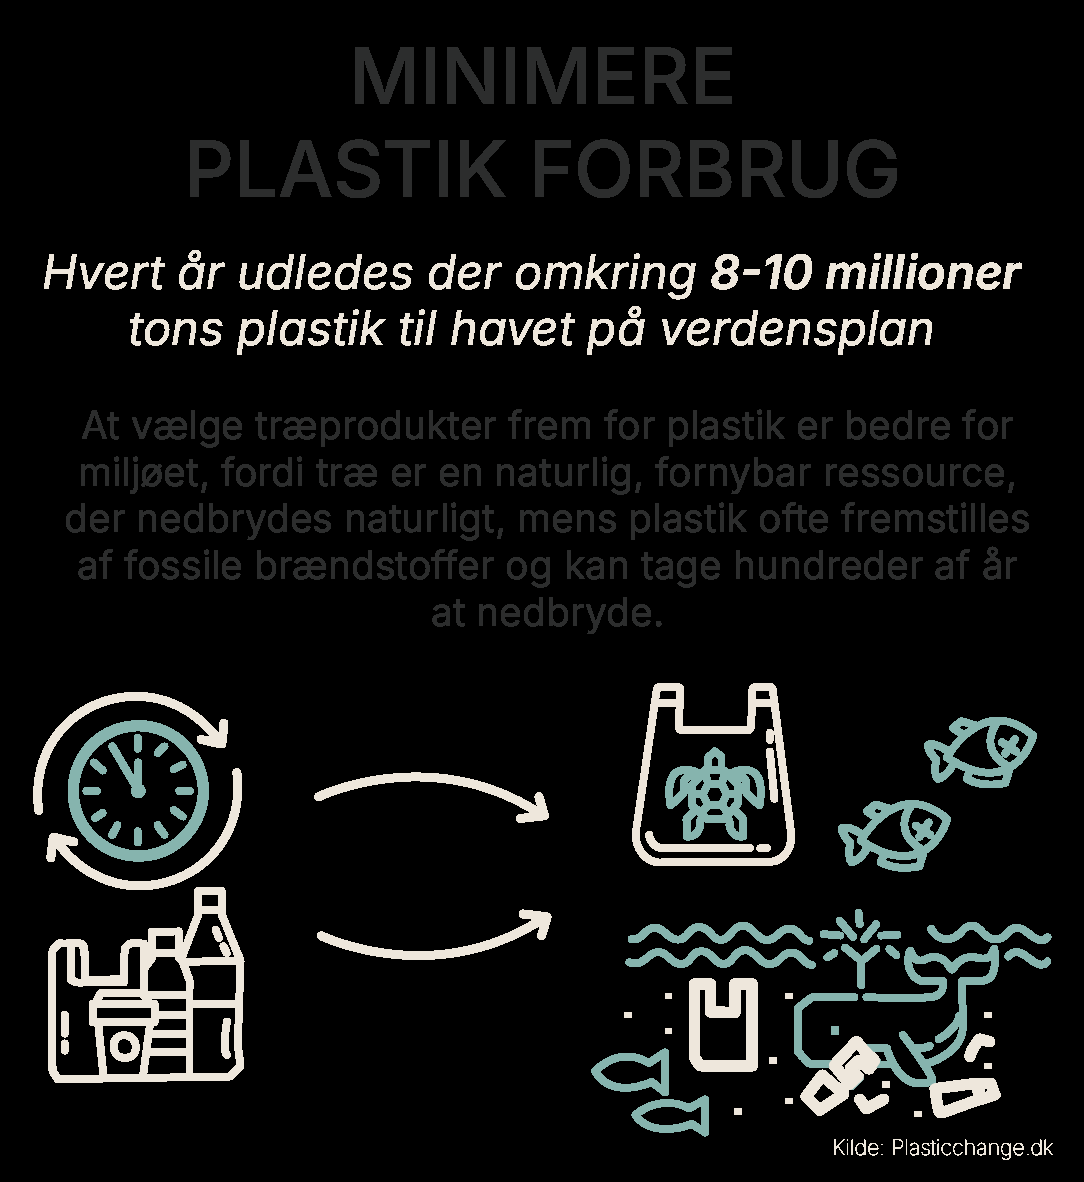 MINIMERE
PLASTIK FORBRUG
Hvert år udledes der omkring 8-10 millioner
tons plastik til havet på verdensplan
At vælge træprodukter frem for plastik er bedre for
miljøet, fordi træ er en naturlig, fornybar ressource,
der nedbrydes naturligt, mens plastik ofte fremstilles
af fossile brændstoffer og kan tage hundreder af år
at nedbryde.
Kilde: Plasticchange.dk